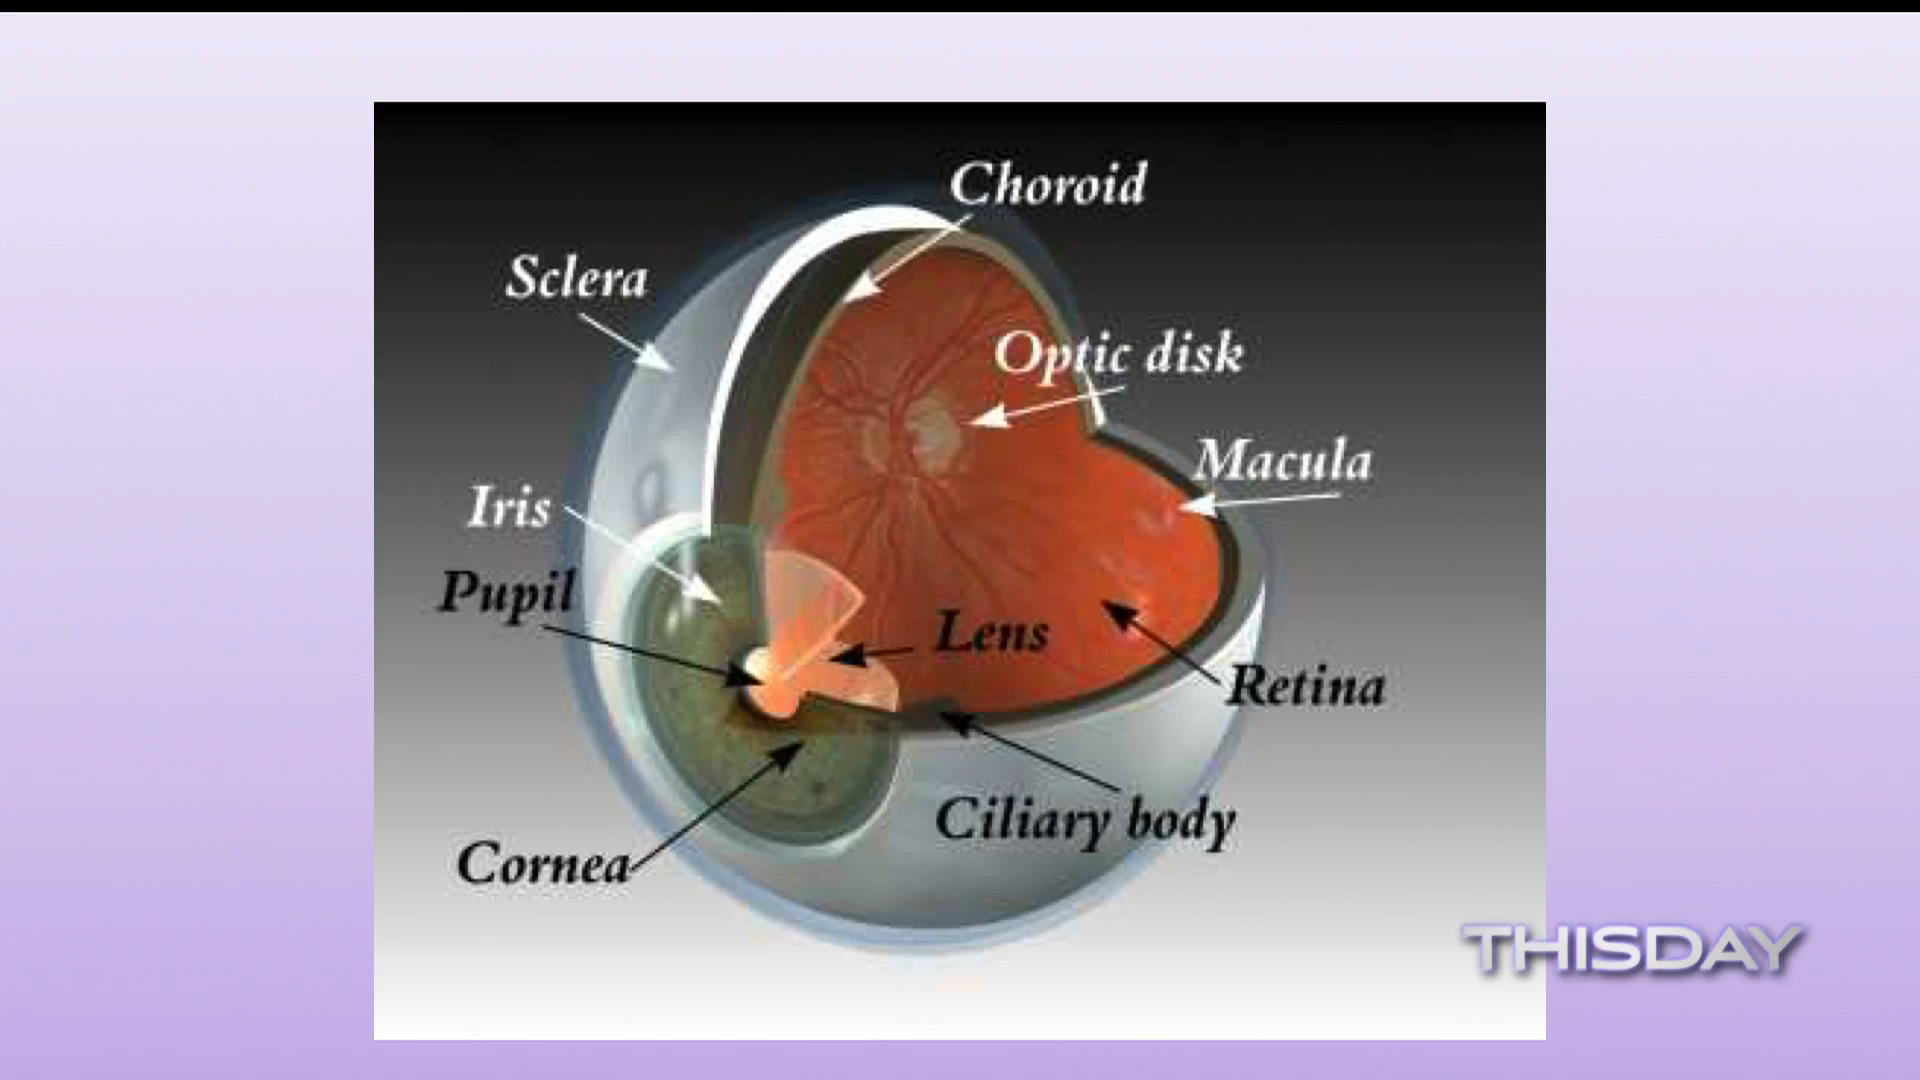 Choroid
Sclera
Optic disk
Macula
Iris
Pupil
Lens
Retina
Ciliary body
Cornea
THISDAY